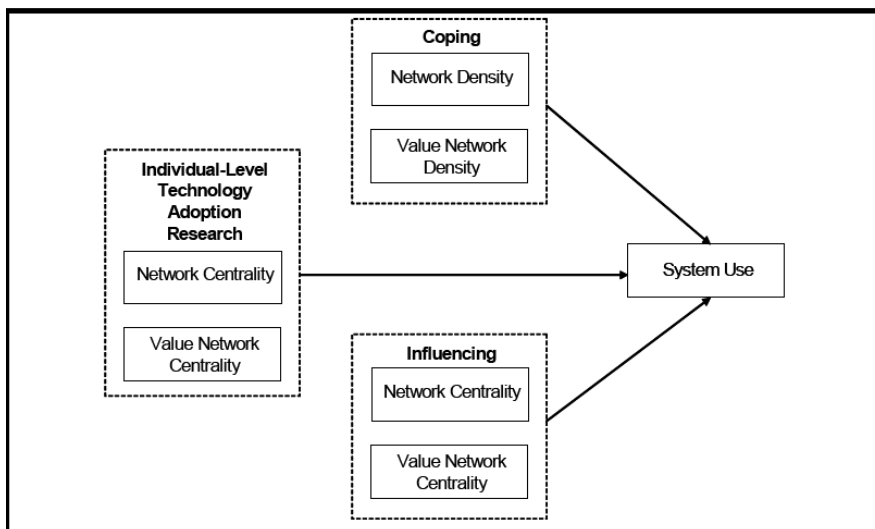 Coping
Network Density
Value Network
Density
Individual-Level
Technology
Adoption
Research
Network Centrality
Value Network
Centrality
System Use
Influencing
Network Centrality
Value Network
Centrality